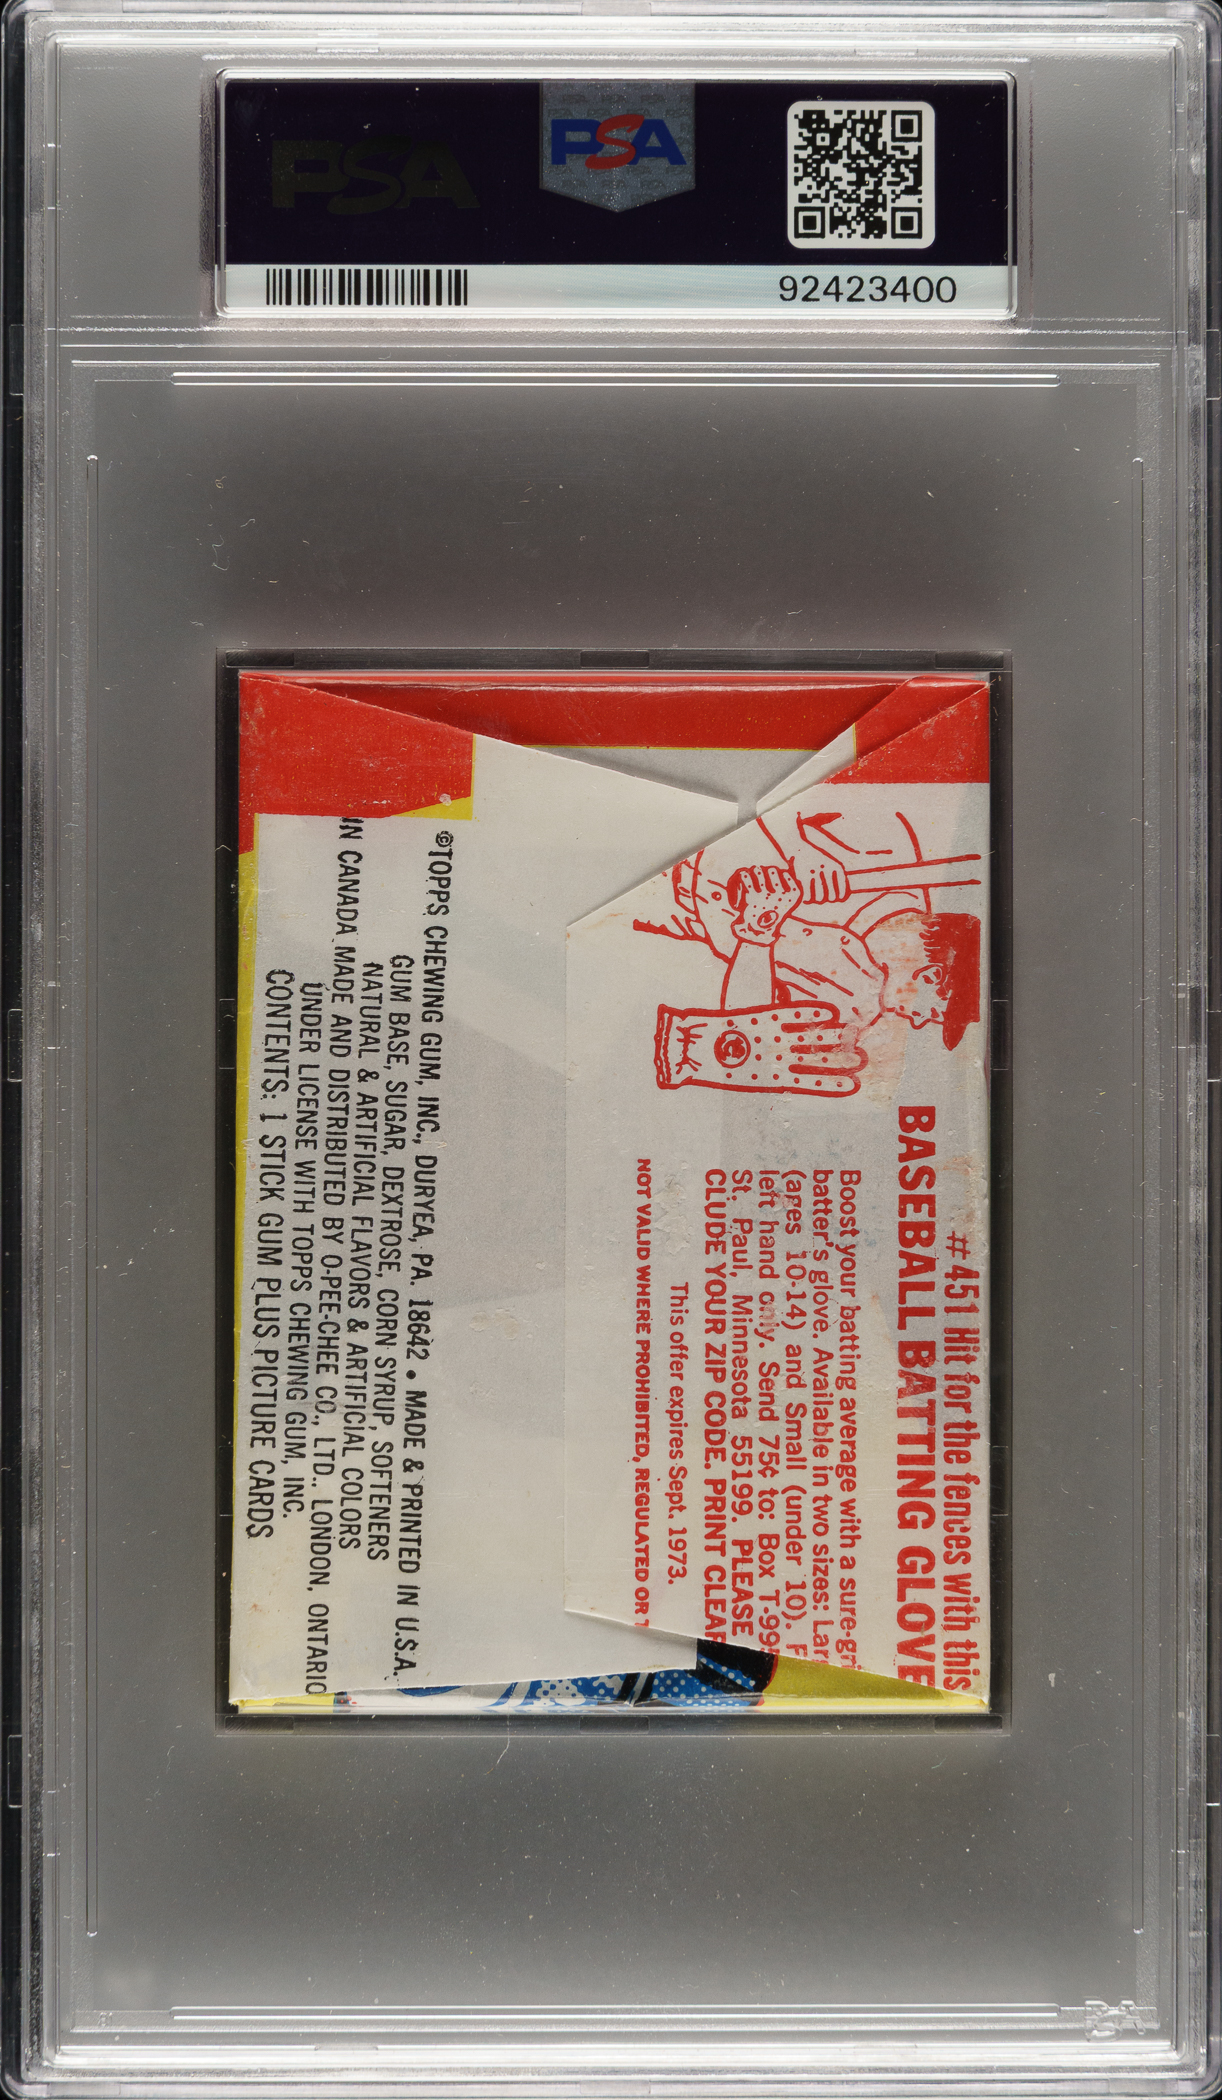 PSA
PSA
92423400
#451 Hit for the fences with this
BASEBALL BATTING GLOVE
Boost your batting average with a sure-gri
batter's glove. Available in two sizes: Lar
(ages 10-14) and Small (under 10). F
left hand only. Send 75¢ to: Box T-99
St. Paul, Minnesota 55199. PLEASE
CLUDE YOUR ZIP CODE. PRINT CLEAR
This offer expires Sept. 1973.
NOT VALID WHERE PROHIBITED, REGULATED OR T
©TOPPS CHEWING GUM, INC., DURYEA, PA. 18642 • MADE & PRINTED IN U.S.A.
GUM BASE, SUGAR, DEXTROSE, CORN SYRUP, SOFTENERS
NATURAL & ARTIFICIAL FLAVORS & ARTIFICIAL COLORS
IN CANADA MADE AND DISTRIBUTED BY O-PEE-CHEE CO., LTD., LONDON, ONTARIO
UNDER LICENSE WITH TOPPS CHEWING GUM, INC.
CONTENTS: 1 STICK GUM PLUS PICTURE CARDS